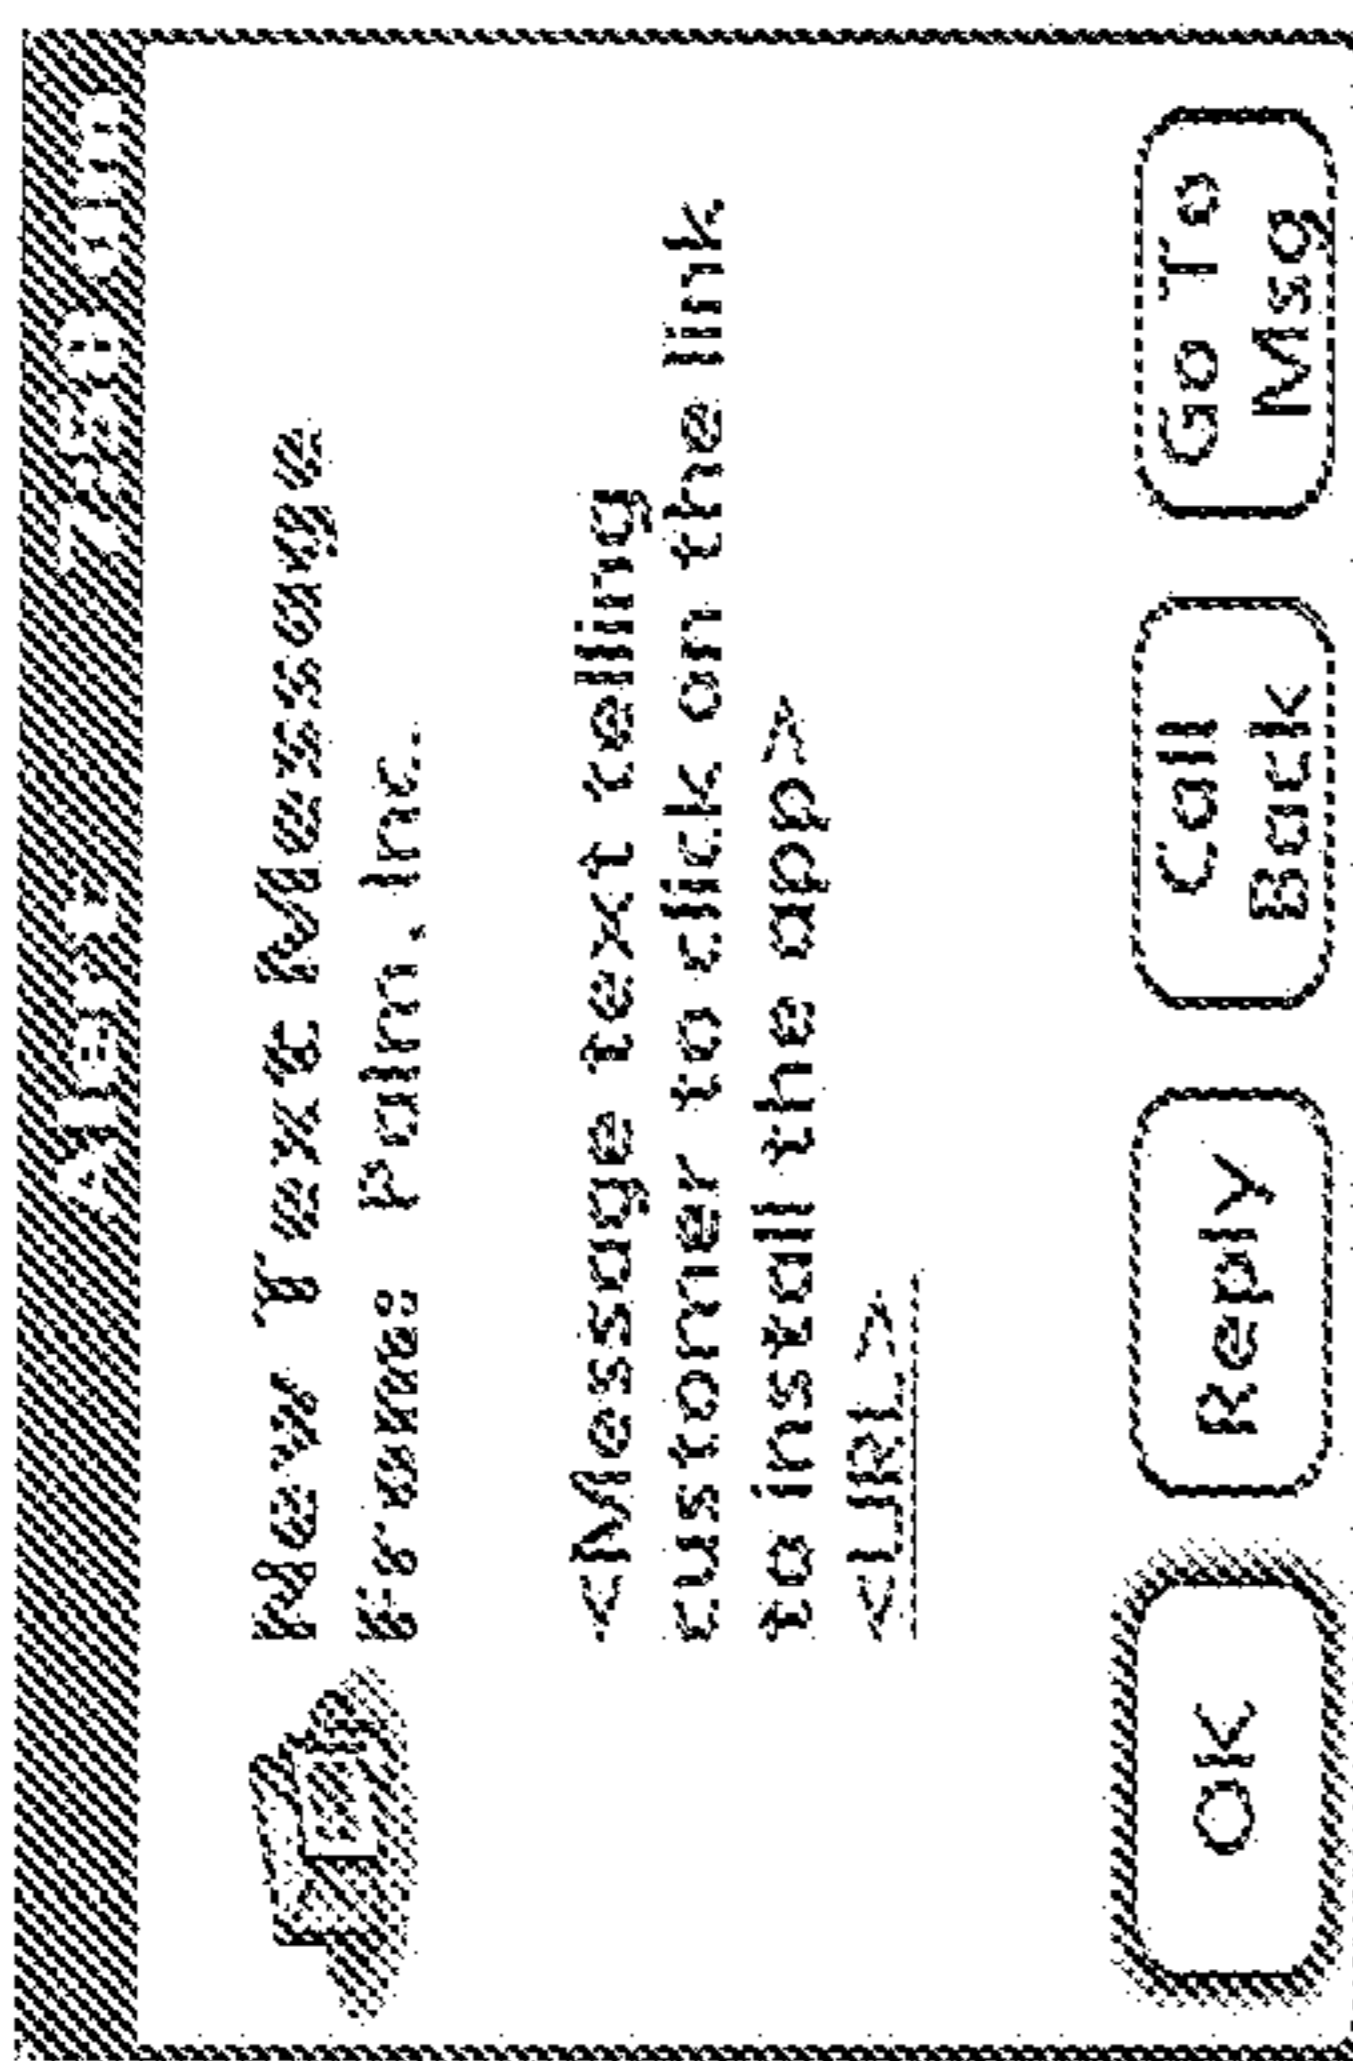 Alert 7:50 am
New Text Message
From: Palm, Inc.
<Message text telling
customer to click on the link
to install the app>
<URL>
OK
Reply
Call
Back
Go To
Msg